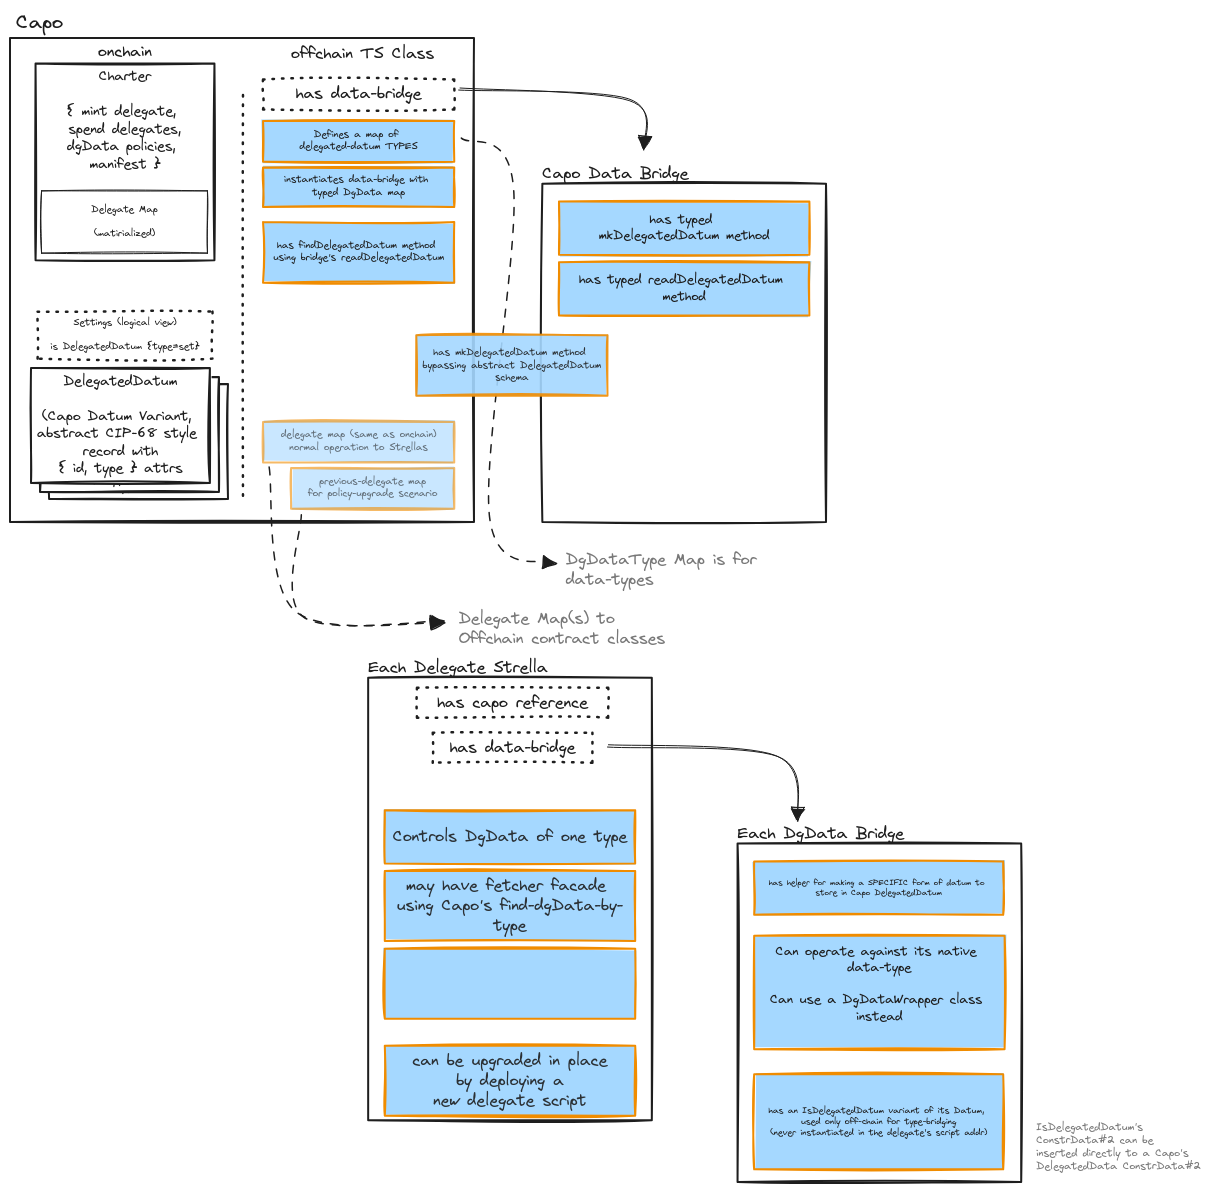 Capo
onchain
Charter
{ mint delegate,
spend delegates,
dgData policies,
manifest }
Delegate Map
(matirialized)
Settings (logical view)
is DelegatedDatum {type=set}
DelegatedDatum
(Capo Datum Variant,
abstract CIP-68 style
record with
{ id, type } attrs
offchain TS Class
has data-bridge
Defines a map of
delegated-datum TYPES
instantiates data-bridge with
typed DgData map
has findDelegatedDatum method
using bridge's readDelegatedDatum
has mkDelegatedDatum method
bypassing abstract DelegatedDatum
schema
delegate map (same as onchain)
normal operation to Strellas
previous-delegate map
for policy-upgrade scenario
Capo Data Bridge
has typed
mkDelegatedDatum method
has typed readDelegatedDatum
method
DgDataType Map is for
data-types
Delegate Map(s) to
Offchain contract classes
Each Delegate Strella
has capo reference
has data-bridge
Controls DgData of one type
may have fetcher facade
using Capo's find-dgData-by-
type
can be upgraded in place
by deploying a
new delegate script
Each DgData Bridge
has helper for making a SPECIFIC form of datum to
store in Capo DelegatedDatum
Can operate against its native
data-type
Can use a DgDataWrapper class
instead
has an IsDelegatedDatum variant of its Datum,
used only off-chain for type-bridging
(never instantiated in the delegate's script addr)
IsDelegatedDatum's
ConstrData#2 can be
inserted directly to a Capo's
DelegatedData ConstrData#2